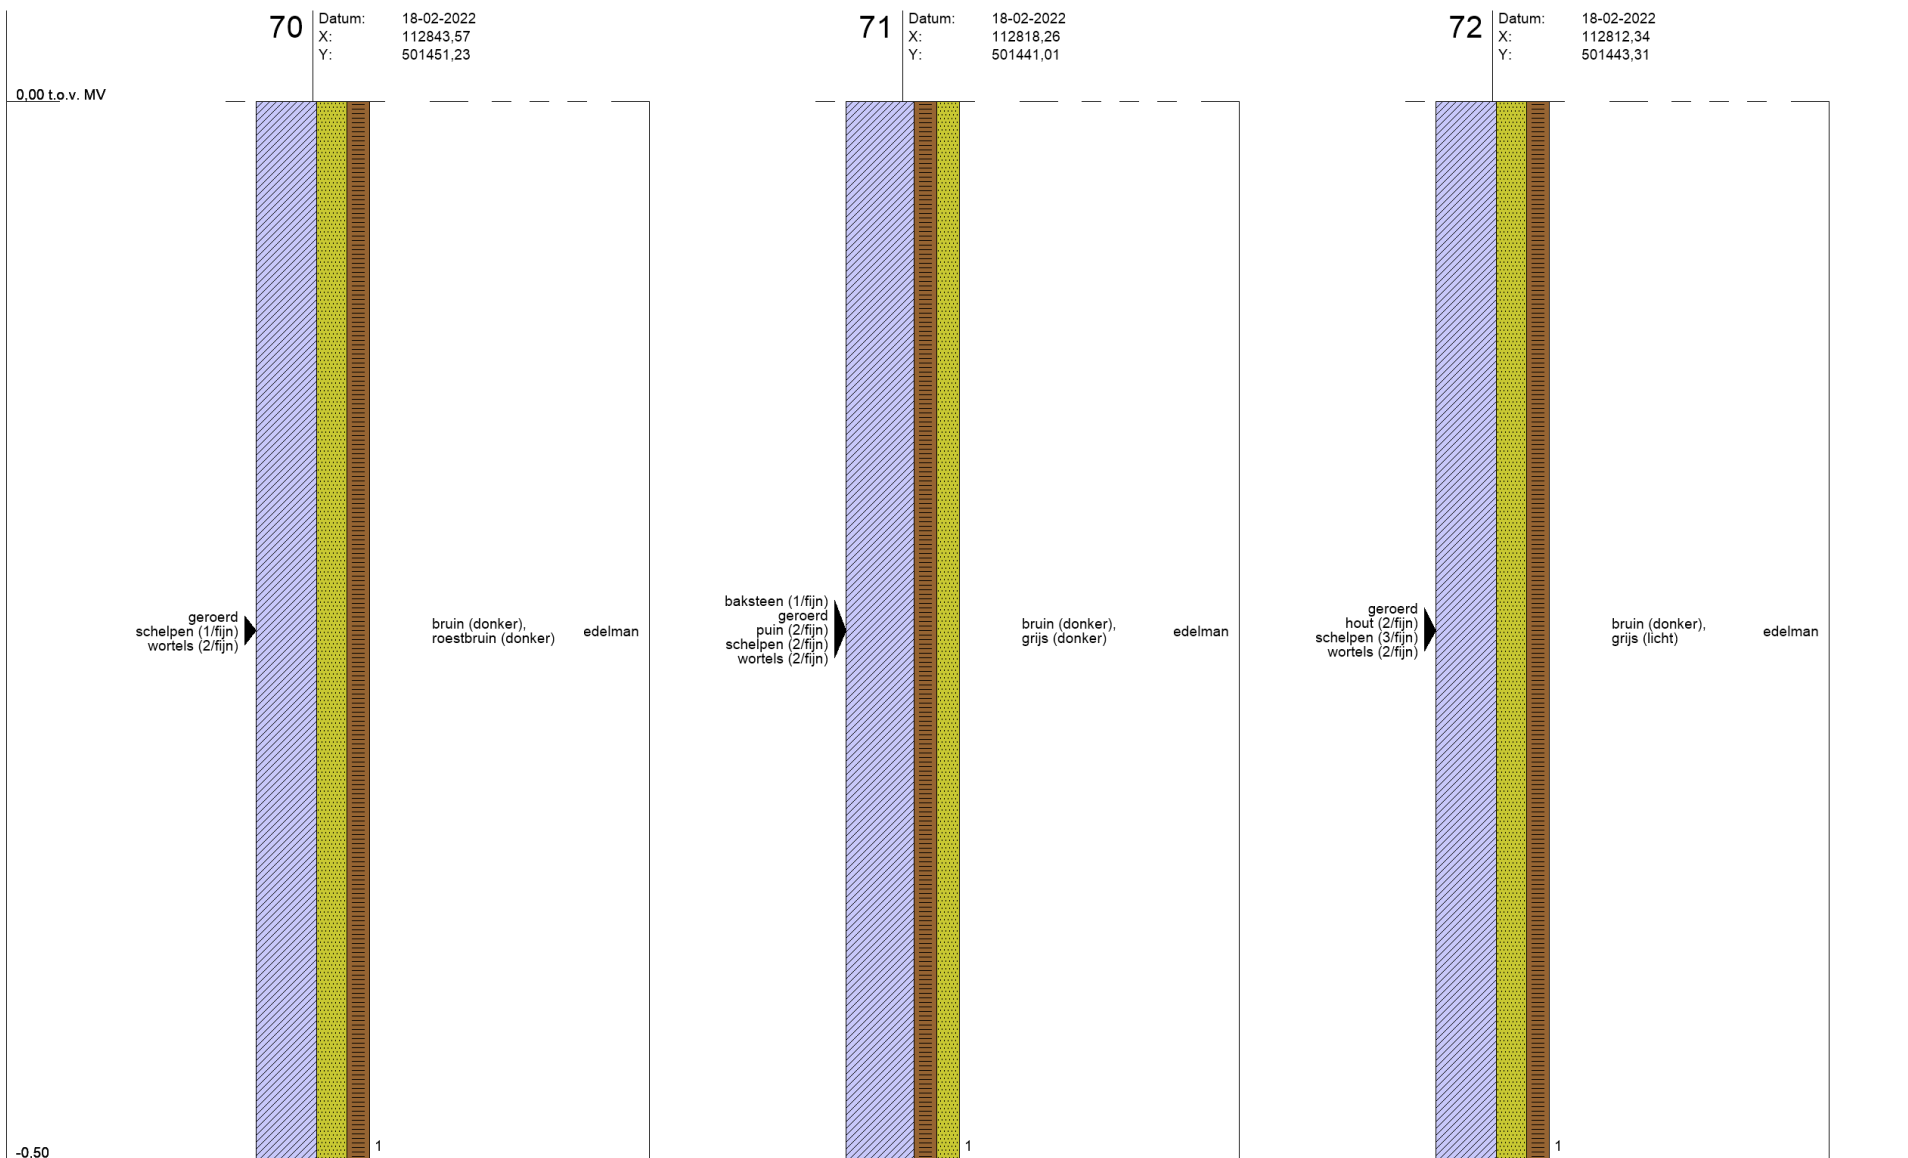 70
Datum: 18-02-2022
X: 112843,57
Y: 501451,23
71
Datum: 18-02-2022
X: 112818,26
Y: 501441,01
72
Datum: 18-02-2022
X: 112812,34
Y: 501443,31
0,00 t.o.v. MV
geroerd
schelpen (1/fijn)
wortels (2/fijn)
bruin (donker),
roestbruin (donker)
edelman
1
baksteen (1/fijn)
geroerd
puin (2/fijn)
schelpen (2/fijn)
wortels (2/fijn)
bruin (donker),
grijs (donker)
edelman
1
geroerd
hout (2/fijn)
schelpen (3/fijn)
wortels (2/fijn)
bruin (donker),
grijs (licht)
edelman
1
-0.50